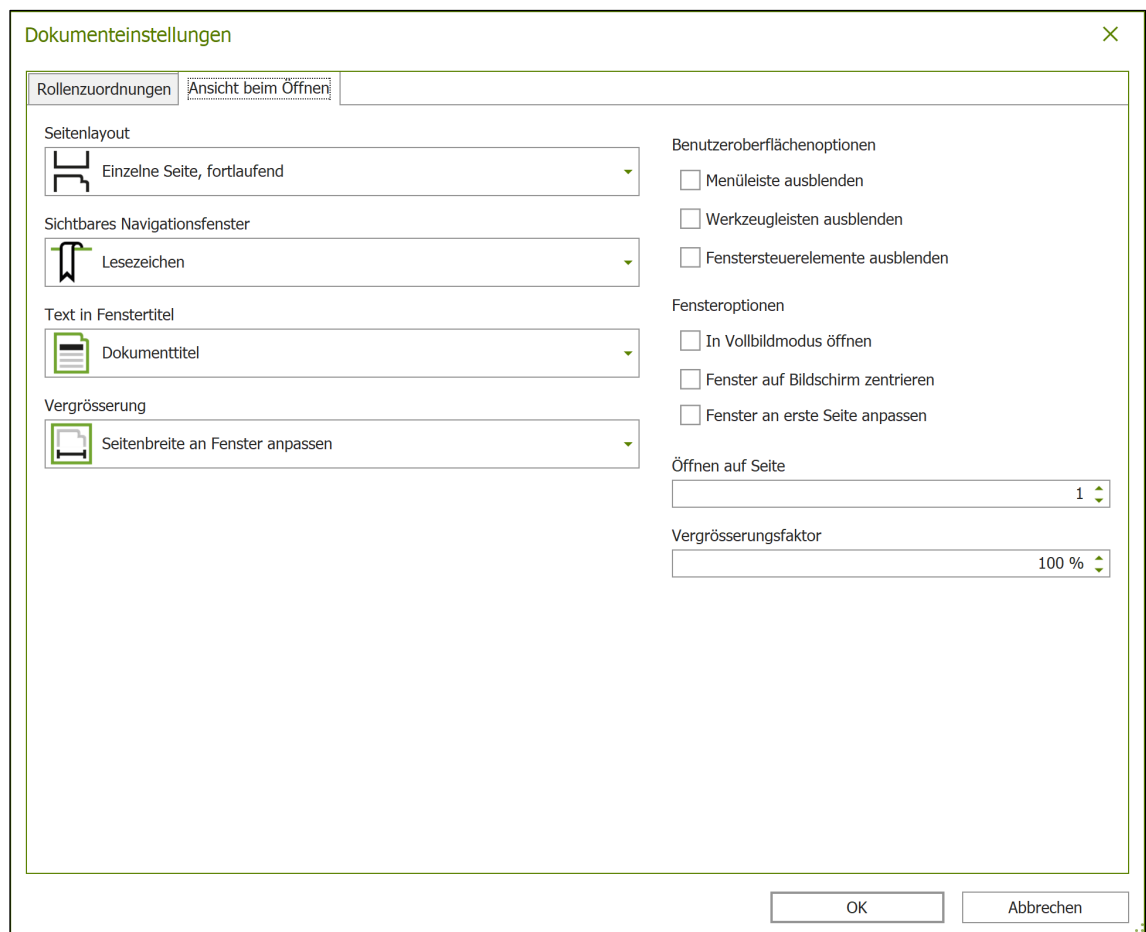 Dokumenteinstellungen
Rollenzuordnungen
Ansicht beim Öffnen
Seitenlayout
Einzelne Seite, fortlaufend
Sichtbares Navigationsfenster
Lesezeichen
Text in Fenstertitel
Dokumenttitel
Vergrösserung
Seitenbreite an Fenster anpassen
Benutzeroberflächenoptionen
Menüleiste ausblenden
Werkzeugleisten ausblenden
Fenstersteuerelemente ausblenden
Fensteroptionen
In Vollbildmodus öffnen
Fenster auf Bildschirm zentrieren
Fenster an erste Seite anpassen
Öffnen auf Seite
1
Vergrösserungsfaktor
100 %
OK
Abbrechen